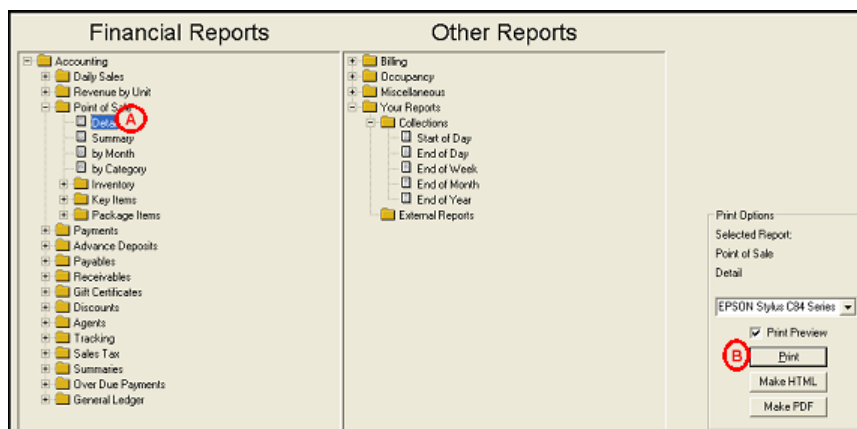 Financial Reports
Accounting
Daily Sales
Revenue by Unit
Point of
A
Summary
by Month
by Category
Inventory
Key Items
Package Items
Payments
Advance Deposits
Payables
Receivables
Gift Certificates
Discounts
Agents
Tracking
Sales Tax
Summaries
Over Due Payments
General Ledger
Other Reports
Billing
Occupancy
Miscellaneous
Your Reports
Collections
Start of Day
End of Day
End of Week
End of Month
End of Year
External Reports
Print Options
Selected Report:
Point of Sale
Detail
EPSON Stylus C84 Series
Print Preview
B
Print
Make HTML
Make PDF